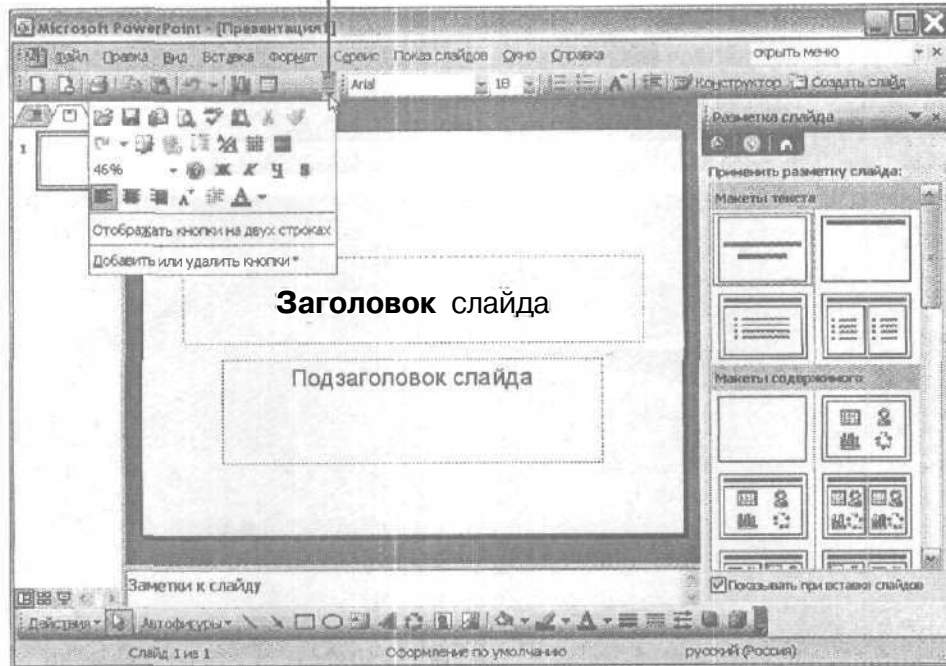 Microsoft PowerPoint - [Презентация1]
Файл Правка Вид Вставка Формат Сервис Показ слайдов Окно Справка скрыть меню
Arial 18 Конструктор Создать слайд
Разметка слайда
1
46% Ж К Ч S
Применить разметку слайда:
Макеты текста
Отображать кнопки на двух строках
Добавить или удалить кнопки
Заголовок слайда
Подзаголовок слайда
Макеты содержимого
Заметки к слайду
Показывать при вставке слайдов
Действия Автофигуры
Слайд 1 из 1 Оформление по умолчанию русский (Россия)